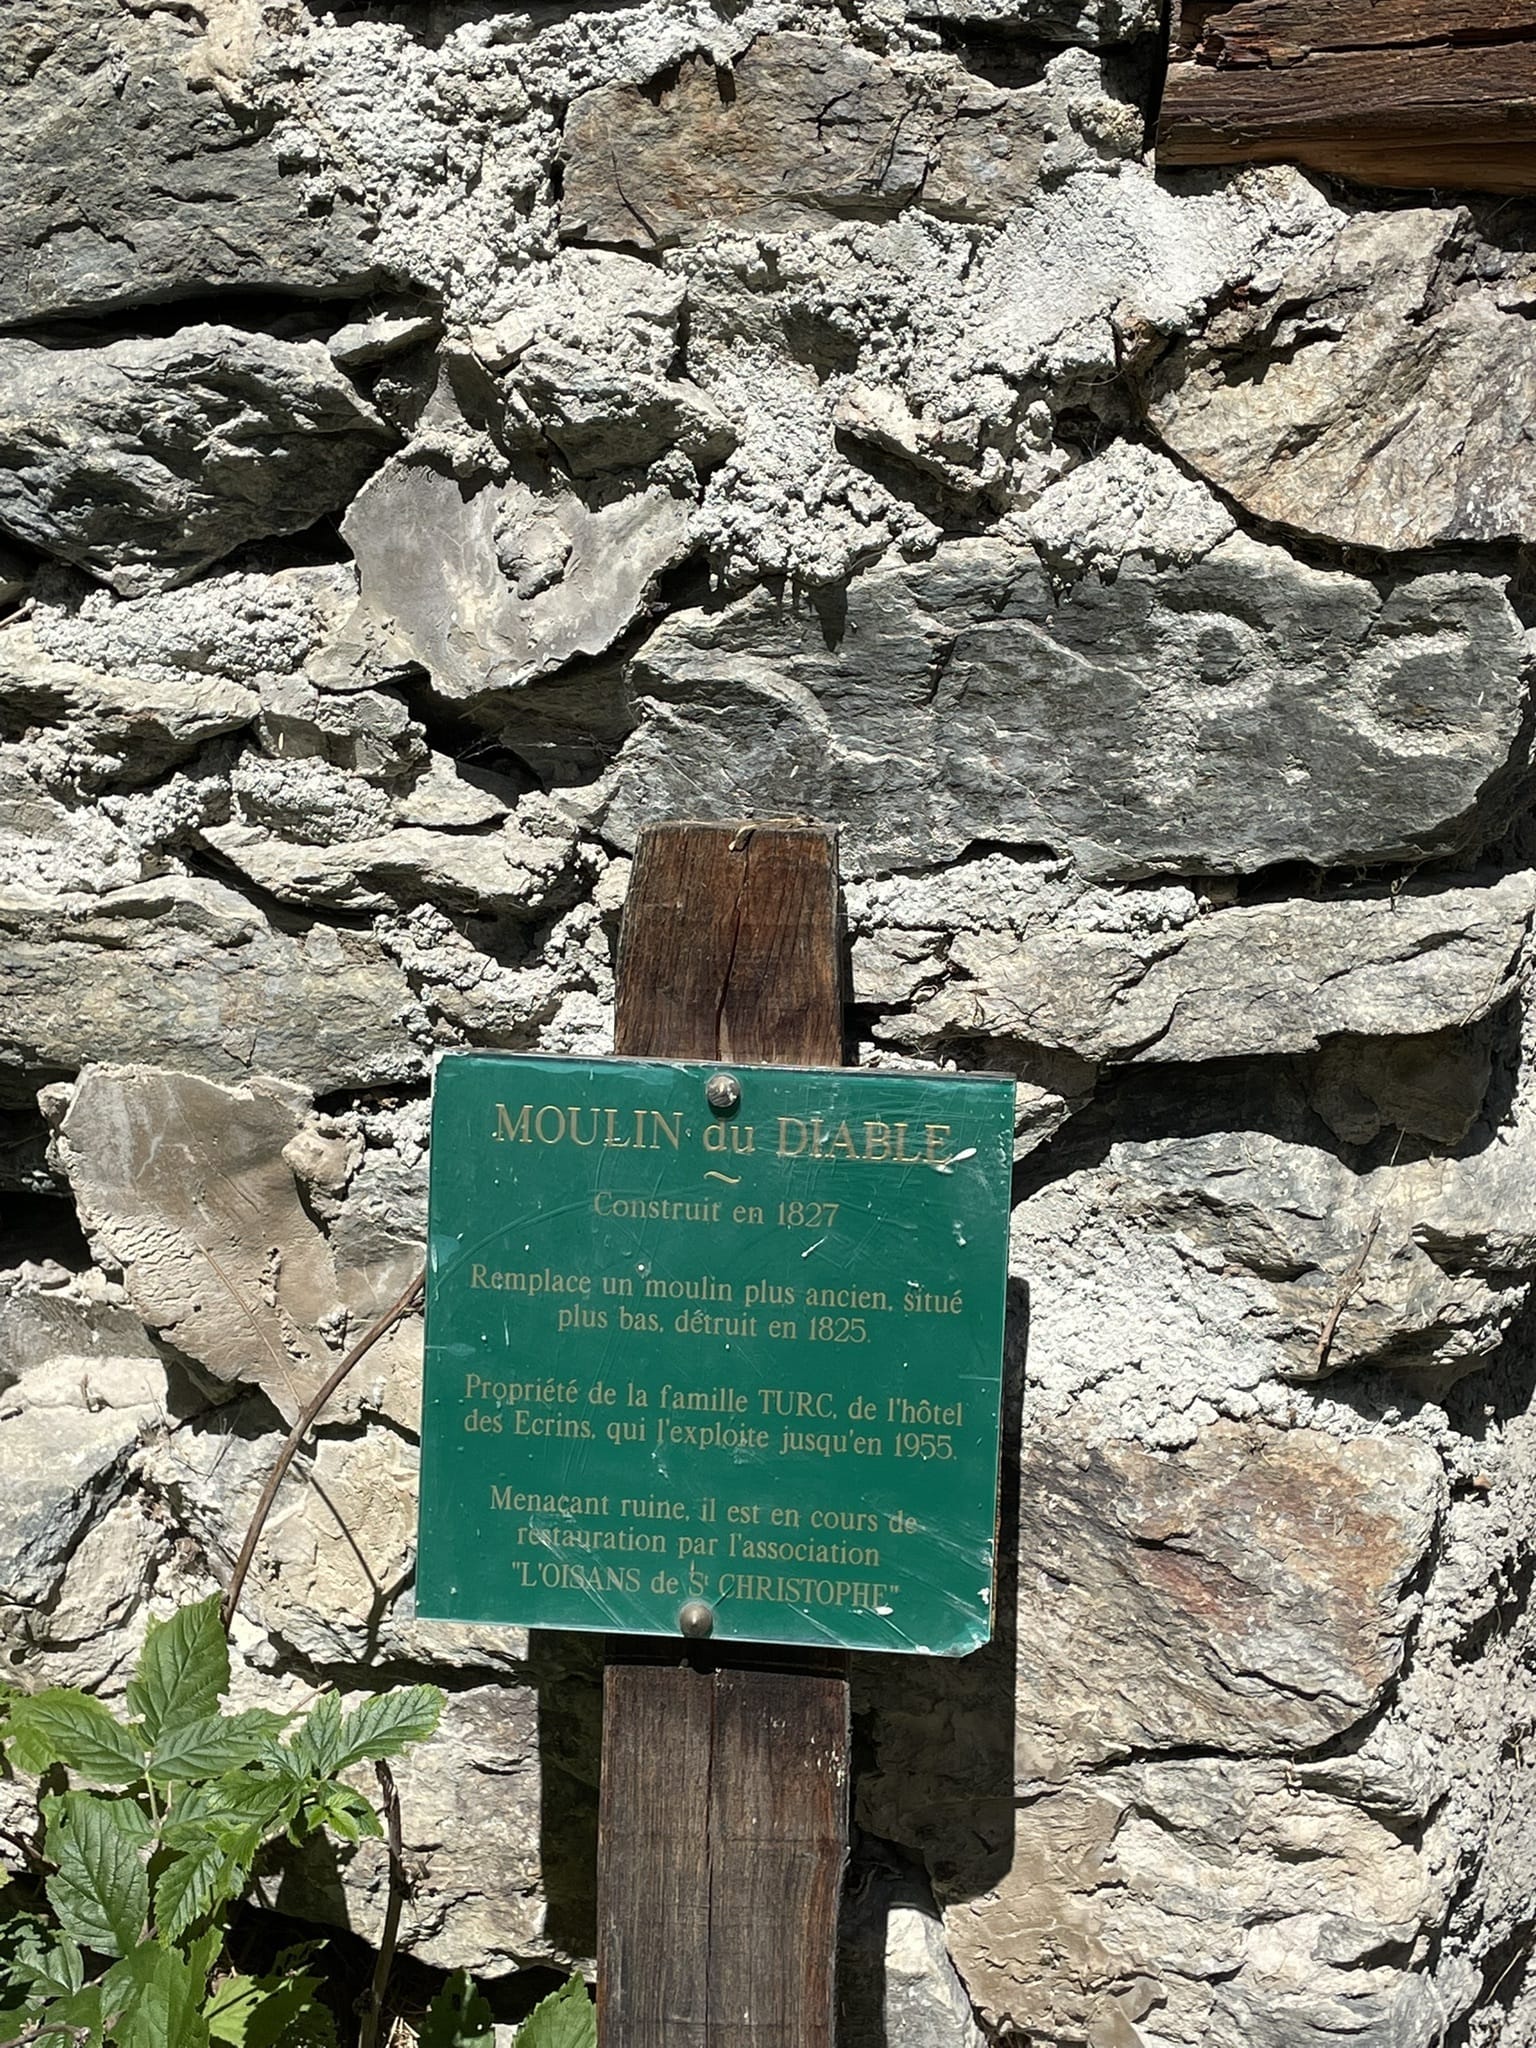 MOULIN du DIABLE
~
Construit en 1827
Remplace un moulin plus ancien, situé
plus bas, détruit en 1825.
Propriété de la famille TURC, de l'hôtel
des Ecrins, qui l'exploite jusqu'en 1955.
Menaçant ruine, il est en cours de
restauration par l'association
"L'OISANS de St CHRISTOPHE"